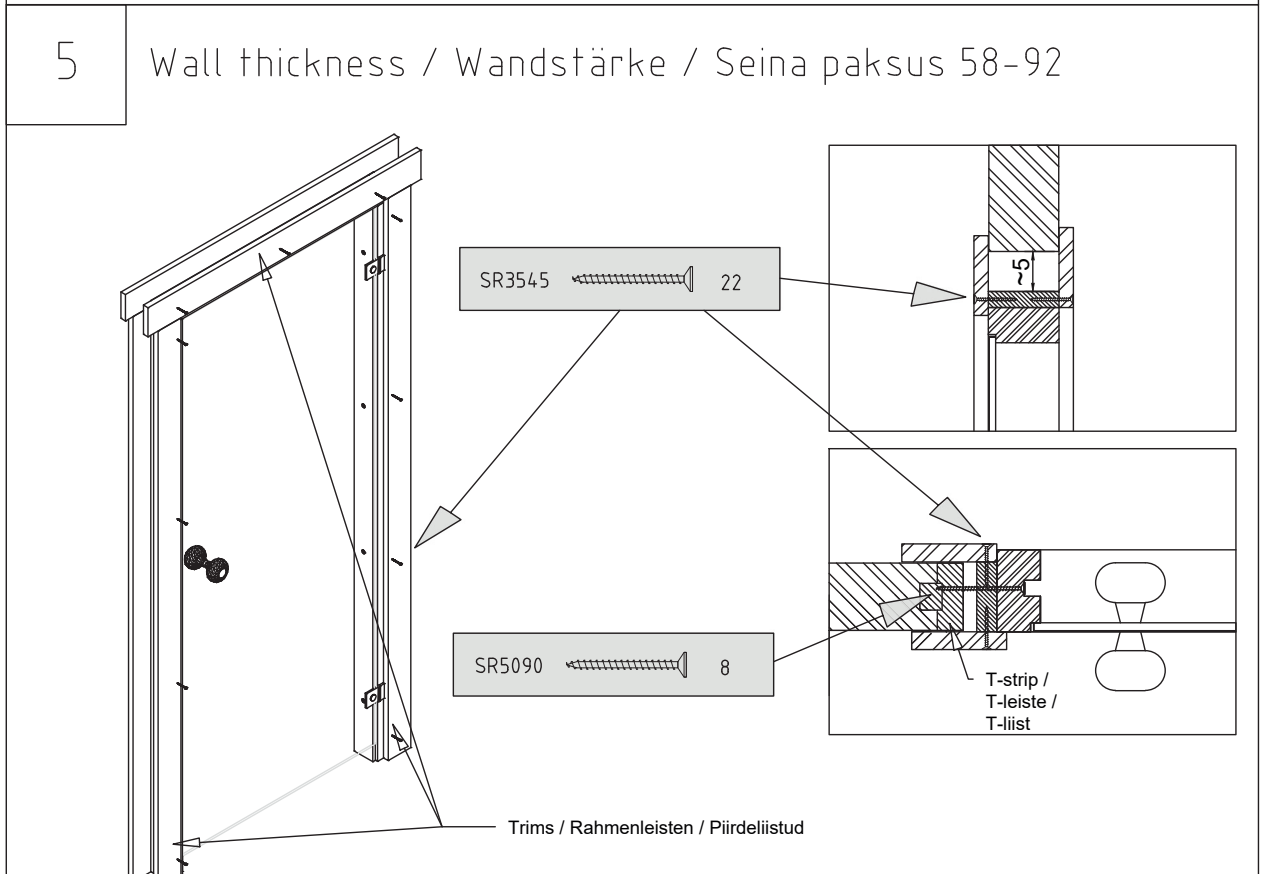 5
Wall thickness / Wandstärke / Seina paksus 58-92
SR3545 22
~5
SR5090 8
T-strip /
T-leiste /
T-liist
Trims / Rahmenleisten / Piirdeliistud